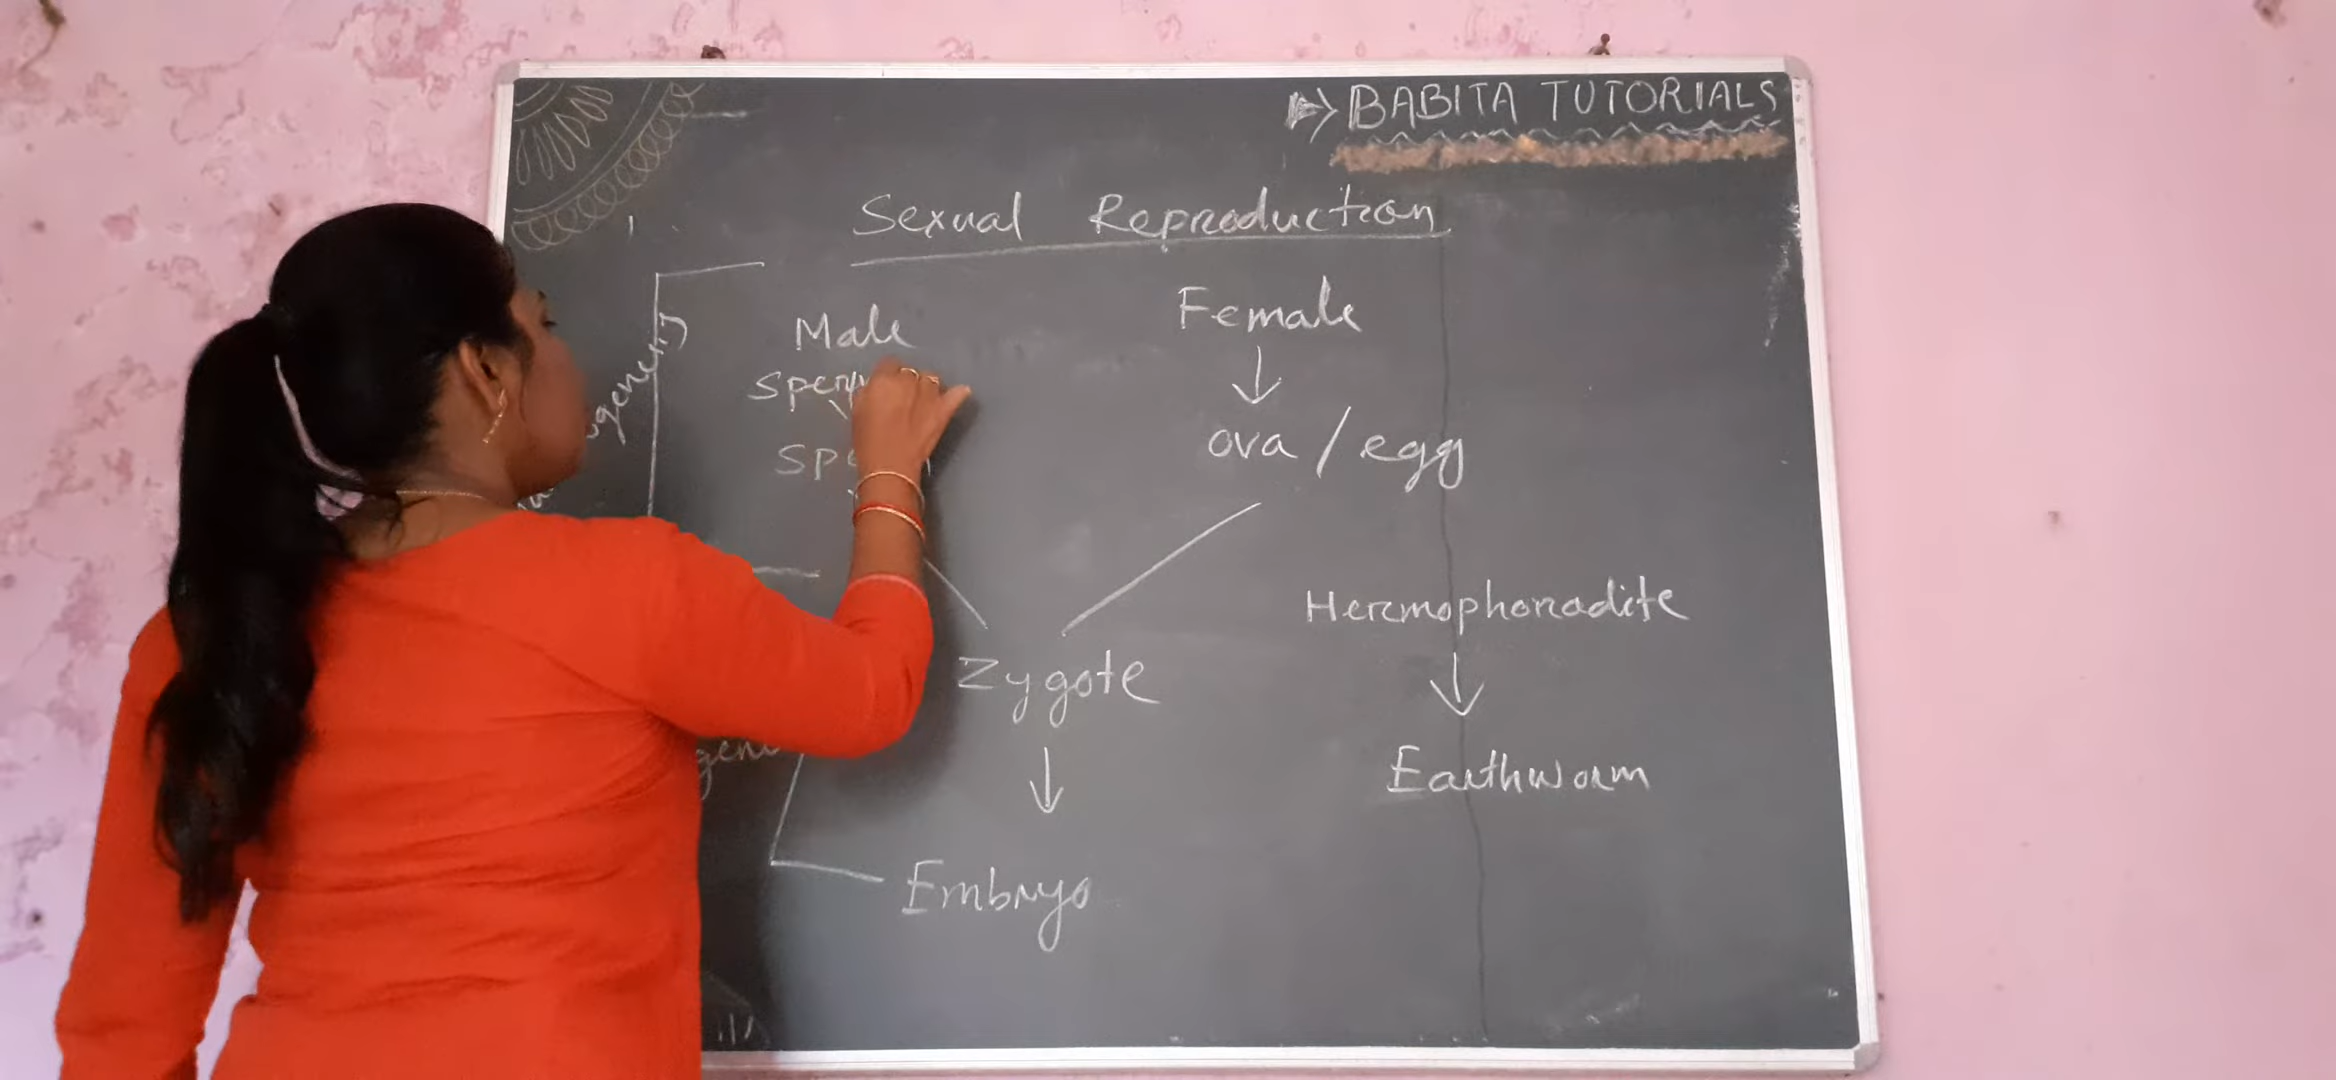 BABITA TUTORIALS
Sexual Reproduction
Male
Female
ova / egg
Zygote
Embryo
Hermophoradite
Earthworm